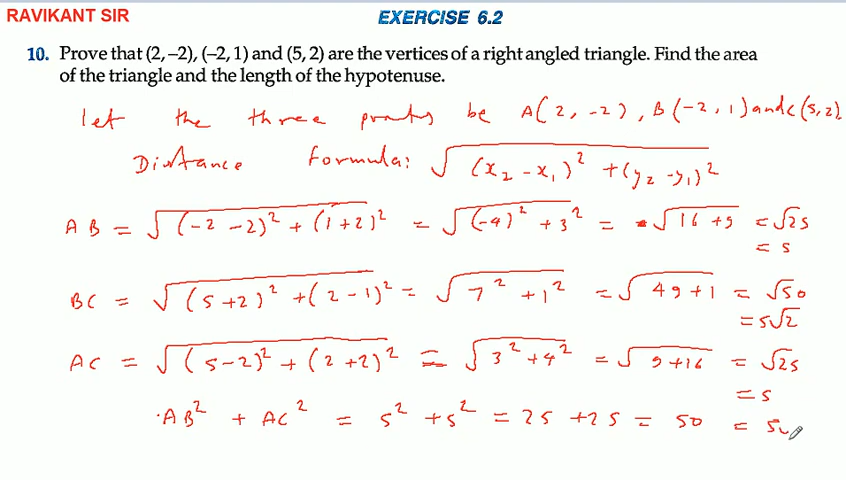 RAVIKANT SIR
EXERCISE 6.2
10. Prove that (2, –2), (–2, 1) and (5, 2) are the vertices of a right angled triangle. Find the area
of the triangle and the length of the hypotenuse.
let the three points be A(2, -2), B(-2, 1) and C(5, 2)
Distance formula: √((x₂ - x₁)² + (y₂ - y₁)²)
AB = √((-2 -2)² + (1+2)²) = √((-4)² + 3²) = √(16 + 9) = √25
= 5
BC = √((5+2)² + (2-1)²) = √(7² + 1²) = √(49+1) = √50
= 5√2
AC = √((5-2)² + (2+2)²) = √(3² + 4²) = √(9+16) = √25
= 5
AB² + AC² = 5² + 5² = 25 + 25 = 50 = 5